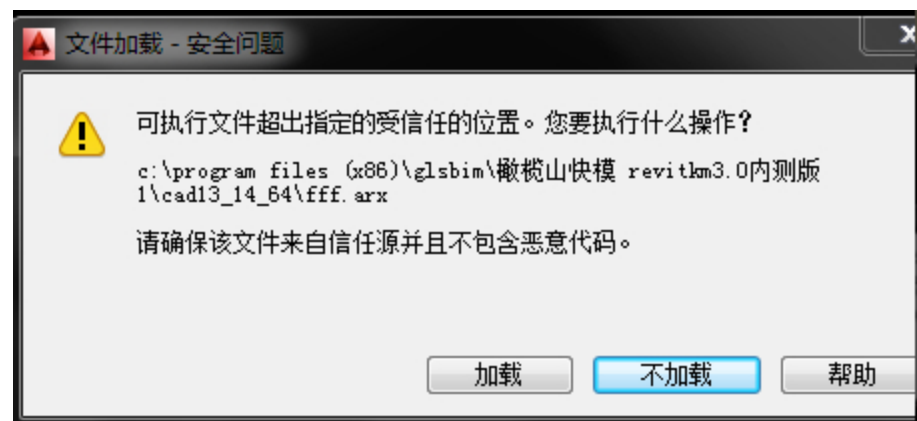 文件加载 - 安全问题
可执行文件超出指定的受信任的位置。您要执行什么操作?
c:\program files (x86)\glsbin\橄榄山快模 revitkm3.0内测版
1\cad13_14_64\fff.arx
请确保该文件来自信任源并且不包含恶意代码。
加载
不加载
帮助